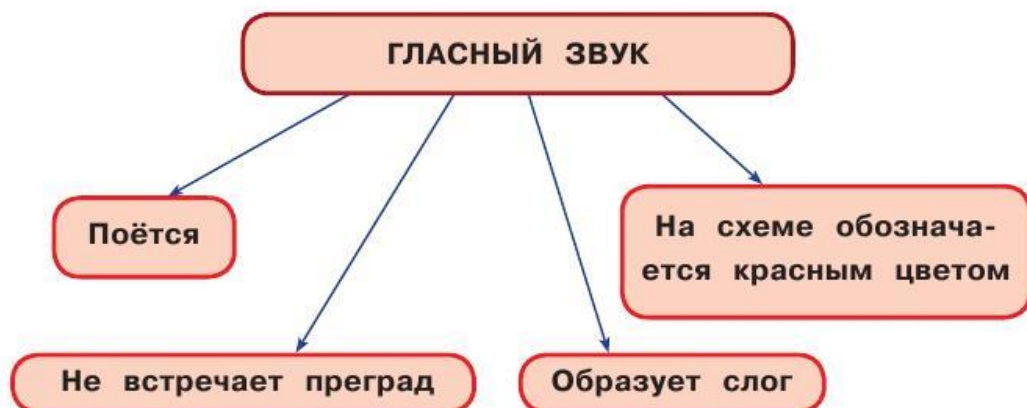 ГЛАСНЫЙ ЗВУК
Поётся
На схеме обознача-
ется красным цветом
Не встречает преград
Образует слог